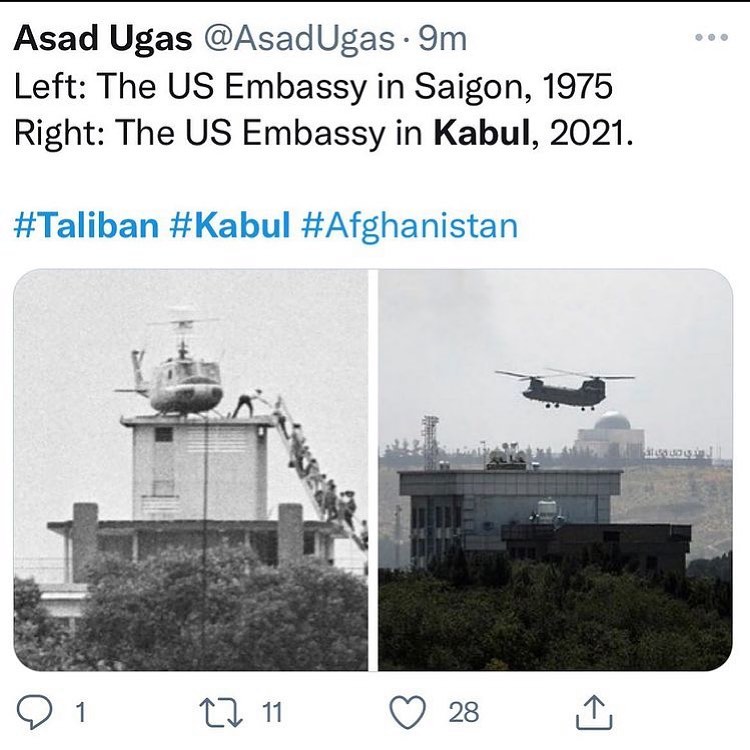 Asad Ugas @AsadUgas · 9m
Left: The US Embassy in Saigon, 1975
Right: The US Embassy in Kabul, 2021.
#Taliban #Kabul #Afghanistan
1 11 28